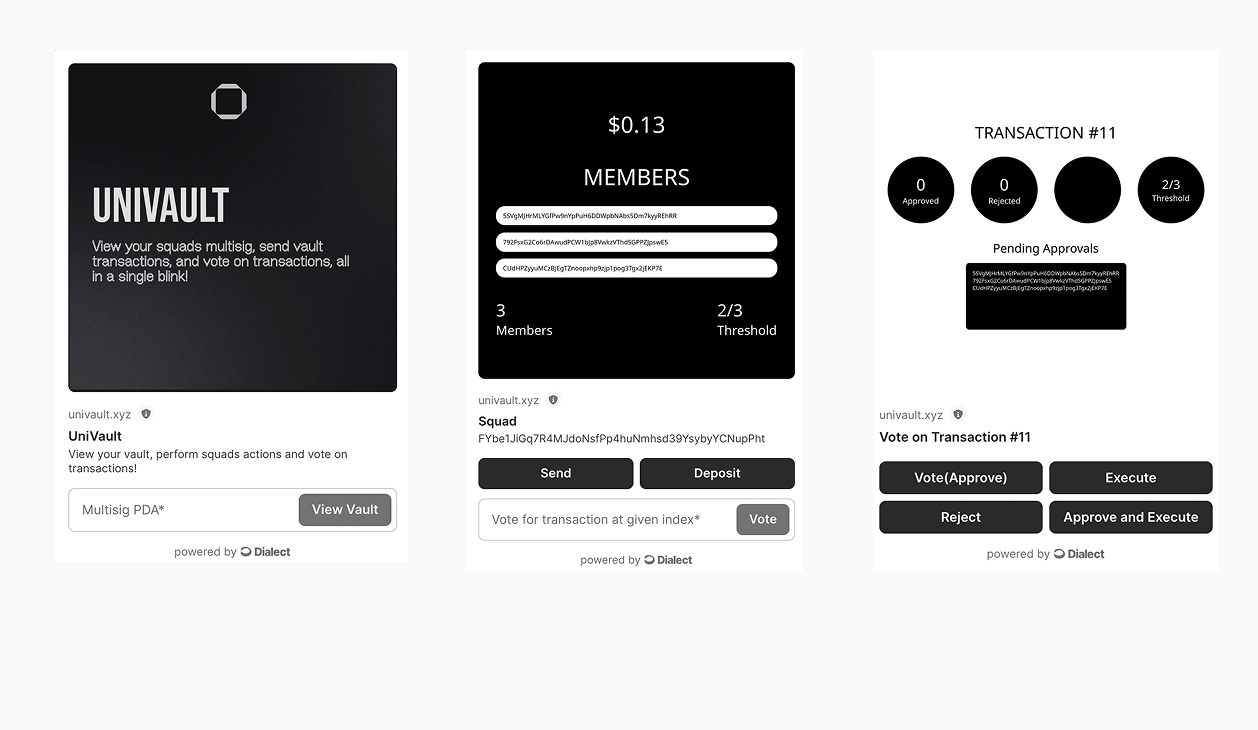 UNIVAULT
View your squads multisig, send vault
transactions, and vote on transactions, all
in a single blink!
univault.xyz
UniVault
View your vault, perform squads actions and vote on
transactions!
Multisig PDA*
View Vault
powered by Dialect
$0.13
MEMBERS
5SVgMJHrMLYGfPw9nYpPuH6DDWpbNAbs5Dm7kyyREhRR
792FsxG2Co6rDAwudPCW1bJp8VwkzVThdSGPPZJpswE5
CUdHPZyyuMCzBJEgTZnoopxhp9zjp1pog3Tgx2jEKP7E
3
Members
2/3
Threshold
univault.xyz
Squad
FYbe1JiGq7R4MJdoNsfPp4huNmhsd39YsybyYCNupPht
Send
Deposit
Vote for transaction at given index*
Vote
powered by Dialect
TRANSACTION #11
0
Approved
0
Rejected
2/3
Threshold
Pending Approvals
5SVgMJHrMLYGfPw9nYpPuH6DDWpbNAbs5Dm7kyyREhRR
792FsxG2Co6rDAwudPCW1bJp8VwkzVThdSGPPZJpswE5
CUdHPZyyuMCzBJEgTZnoopxhp9zjp1pog3Tgx2jEKP7E
univault.xyz
Vote on Transaction #11
Vote(Approve)
Execute
Reject
Approve and Execute
powered by Dialect